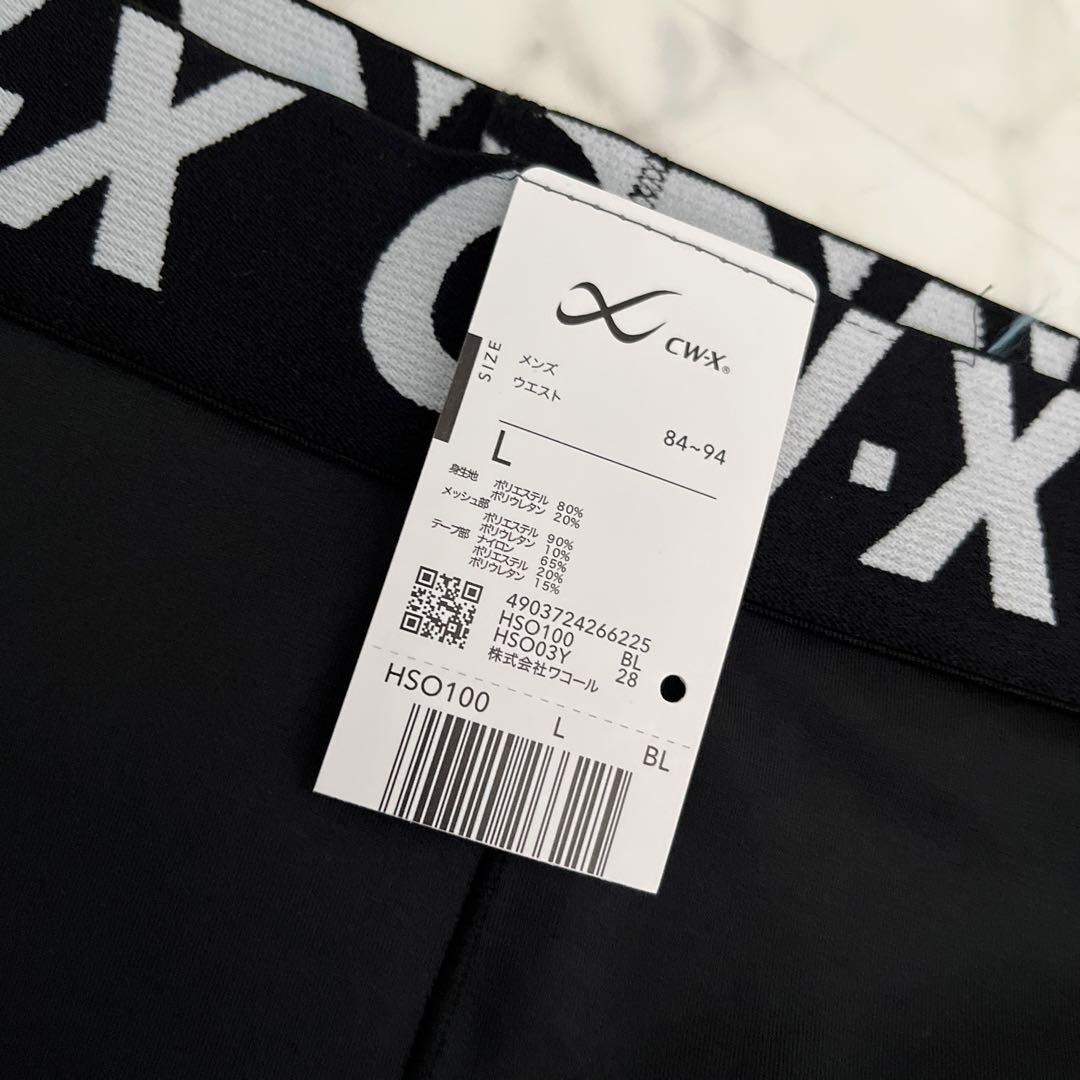 CW-X®
SIZE
メンズ
ウエスト 84~94
L
身生地 ポリエステル 80%
ポリウレタン 20%
メッシュ部 ポリエステル 90%
ポリウレタン 10%
テープ部 ナイロン 65%
ポリエステル 20%
ポリウレタン 15%
4903724266225
HSO100 BL
HSO03Y 28
株式会社ワコール
HSO100 L BL
·X CW·X